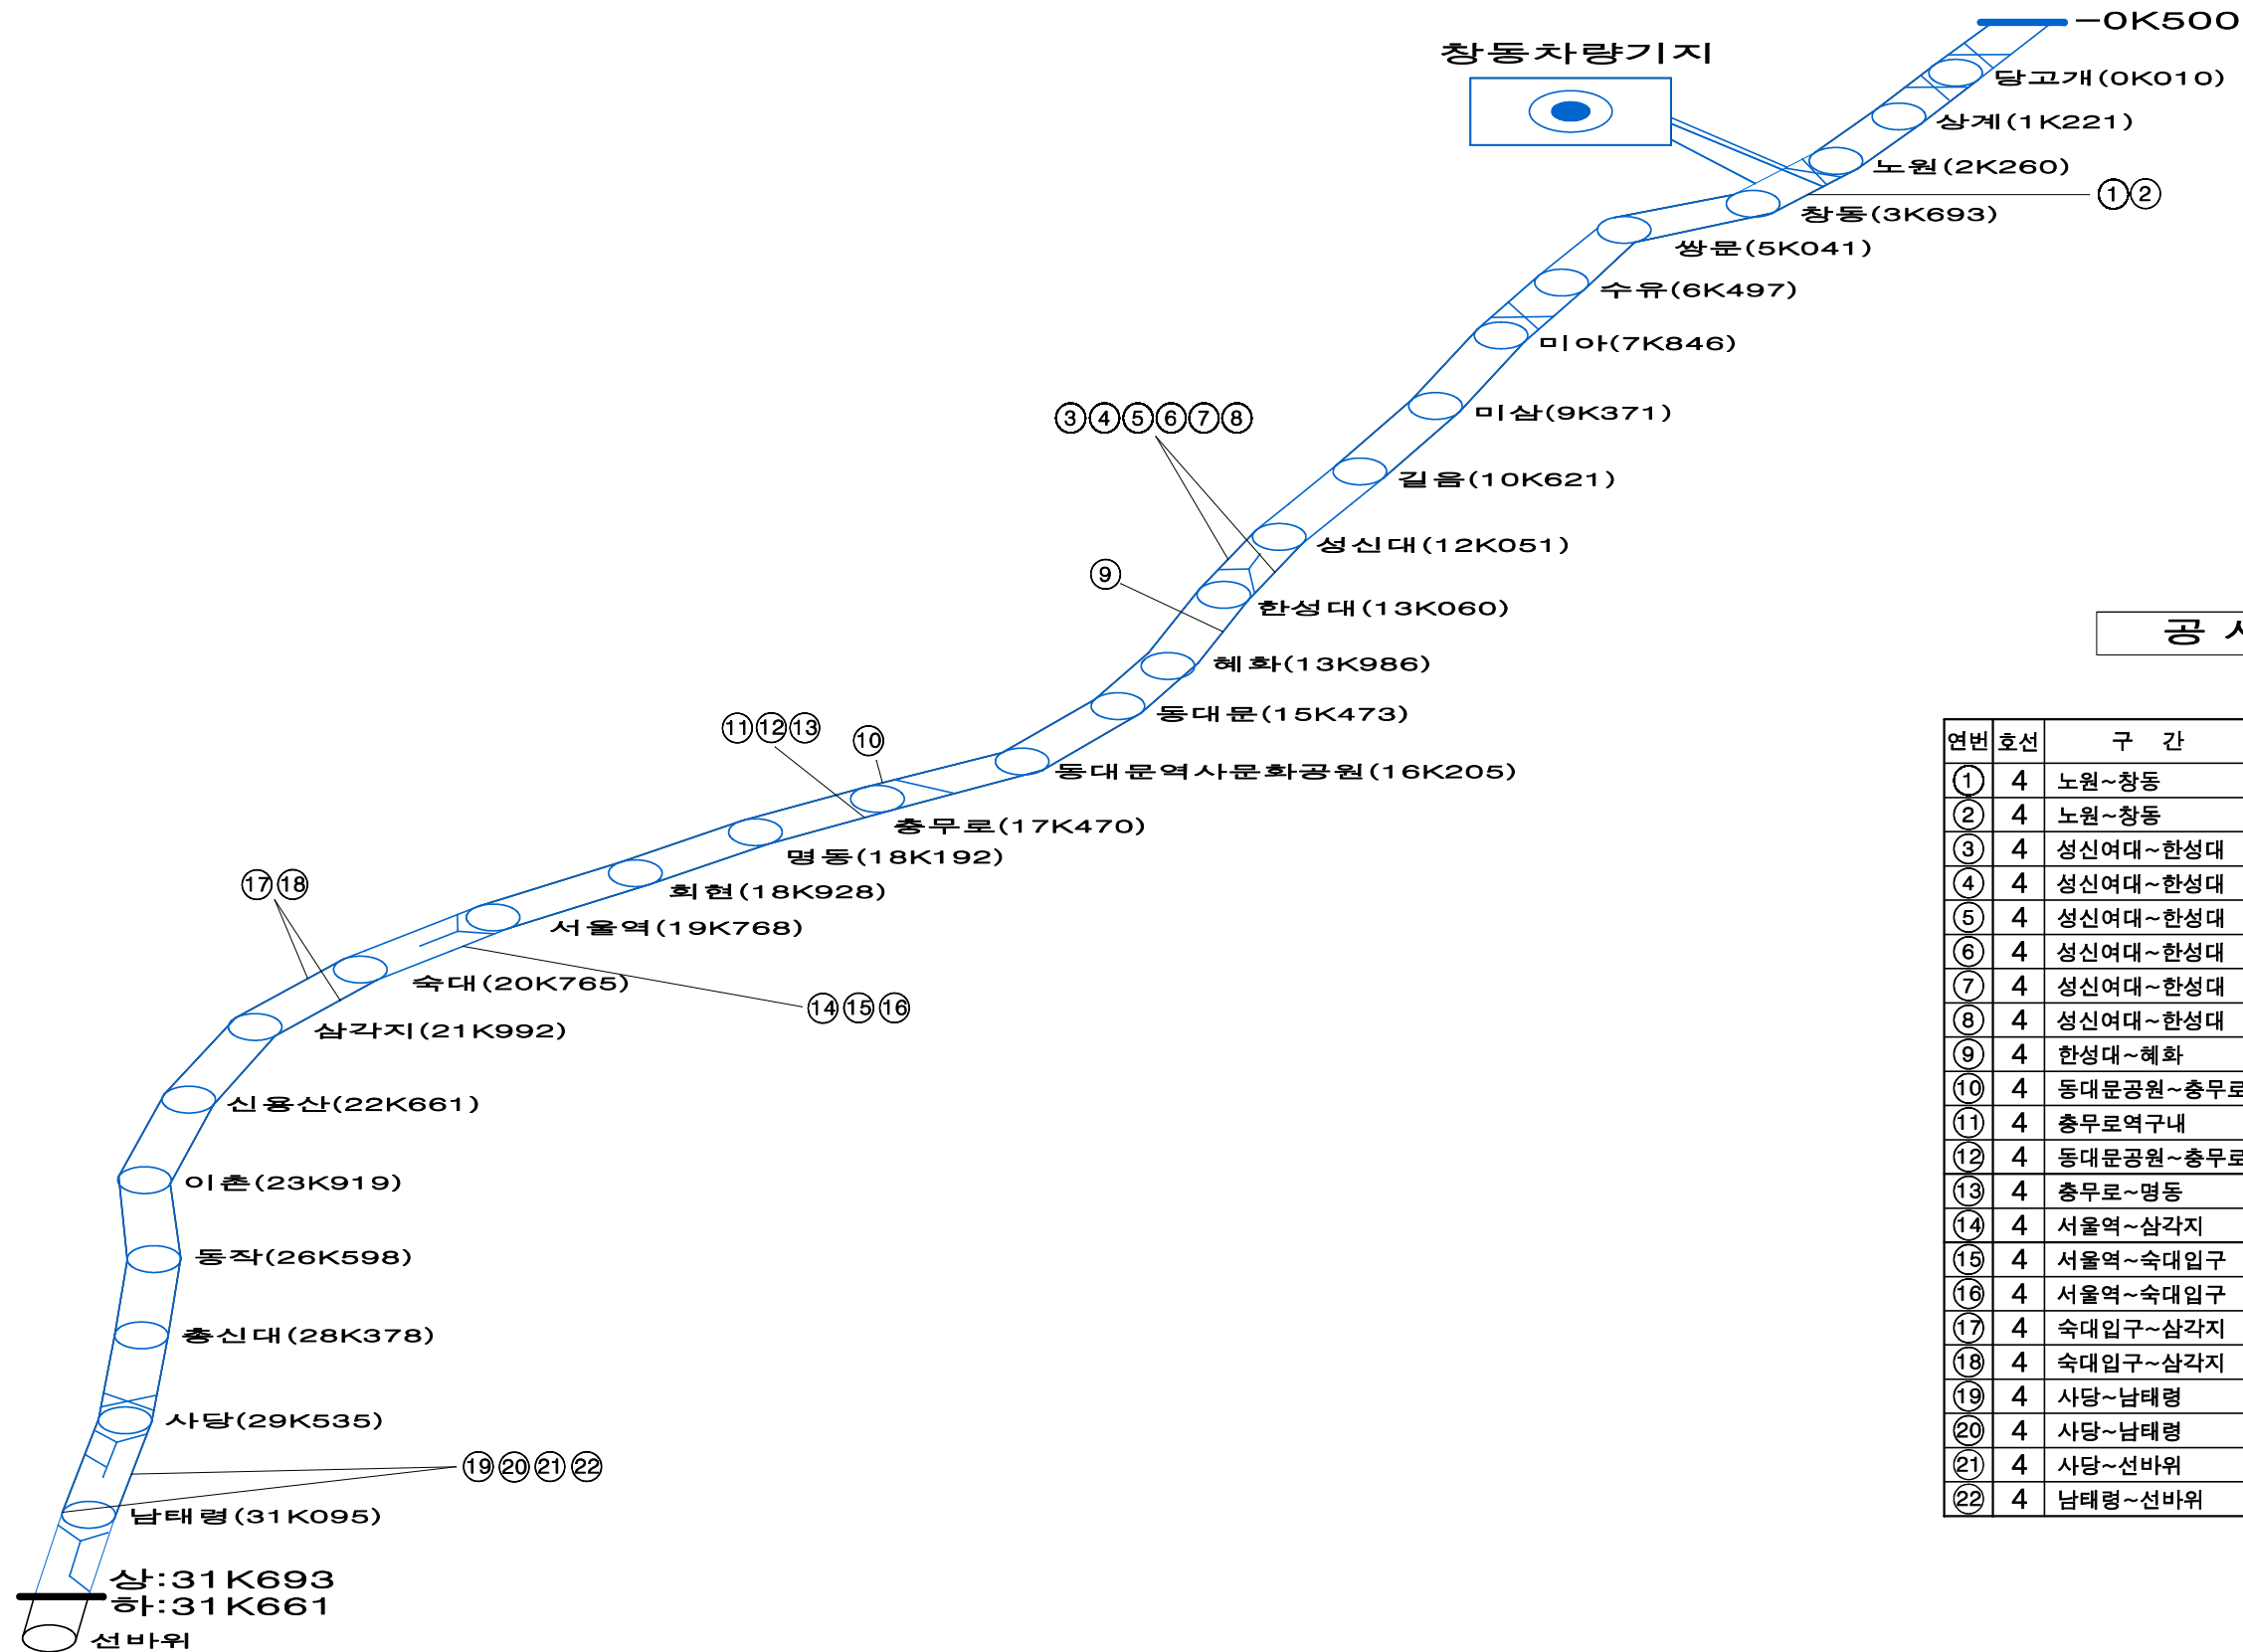 -0K500
창동차량기지
당고개(0K010)
상계(1K221)
노원(2K260)
①②
창동(3K693)
쌍문(5K041)
수유(6K497)
미아(7K846)
미삼(9K371)
③④⑤⑥⑦⑧
길음(10K621)
성신대(12K051)
⑨
한성대(13K060)
혜화(13K986)
동대문(15K473)
⑪⑫⑬
⑩
동대문역사문화공원(16K205)
충무로(17K470)
명동(18K192)
회현(18K928)
⑰⑱
서울역(19K768)
숙대(20K765)
⑭⑮⑯
삼각지(21K992)
신용산(22K661)
이촌(23K919)
동작(26K598)
총신대(28K378)
사당(29K535)
⑲⑳㉑㉒
남태령(31K095)
상:31K693
하:31K661
선바위
공
연번 호선 구 간
① 4 노원~창동
② 4 노원~창동
③ 4 성신여대~한성대
④ 4 성신여대~한성대
⑤ 4 성신여대~한성대
⑥ 4 성신여대~한성대
⑦ 4 성신여대~한성대
⑧ 4 성신여대~한성대
⑨ 4 한성대~혜화
⑩ 4 동대문공원~충무로
⑪ 4 충무로역구내
⑫ 4 동대문공원~충무로
⑬ 4 충무로~명동
⑭ 4 서울역~삼각지
⑮ 4 서울역~숙대입구
⑯ 4 서울역~숙대입구
⑰ 4 숙대입구~삼각지
⑱ 4 숙대입구~삼각지
⑲ 4 사당~남태령
⑳ 4 사당~남태령
㉑ 4 사당~선바위
㉒ 4 남태령~선바위